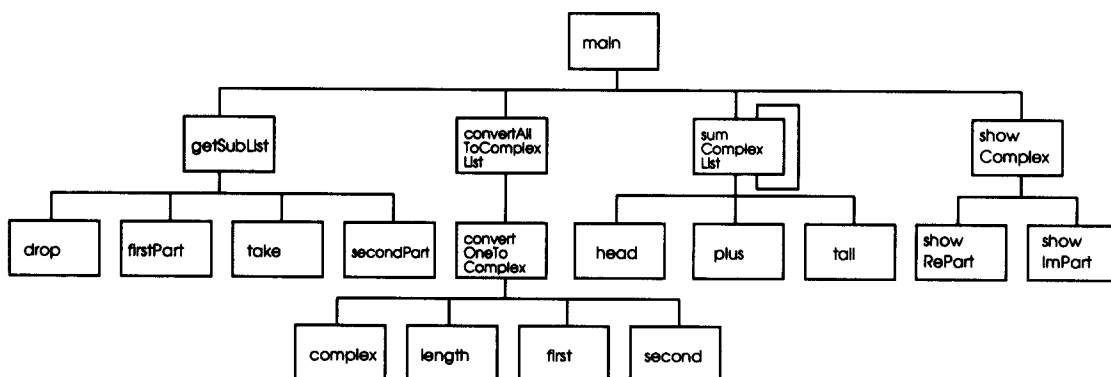 main
getSubList
convertAll
ToComplex
List
sum
Complex
List
show
Complex
drop
firstPart
take
secondPart
convert
OneTo
Complex
head
plus
tail
show
RePart
show
ImPart
complex
length
first
second